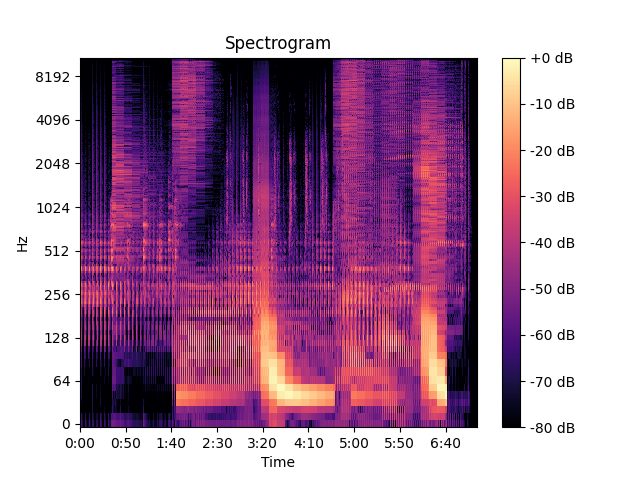 Spectrogram
8192
4096
2048
1024
512
256
128
64
0
Hz
0:00 0:50 1:40 2:30 3:20 4:10 5:00 5:50 6:40
Time
+0 dB
-10 dB
-20 dB
-30 dB
-40 dB
-50 dB
-60 dB
-70 dB
-80 dB